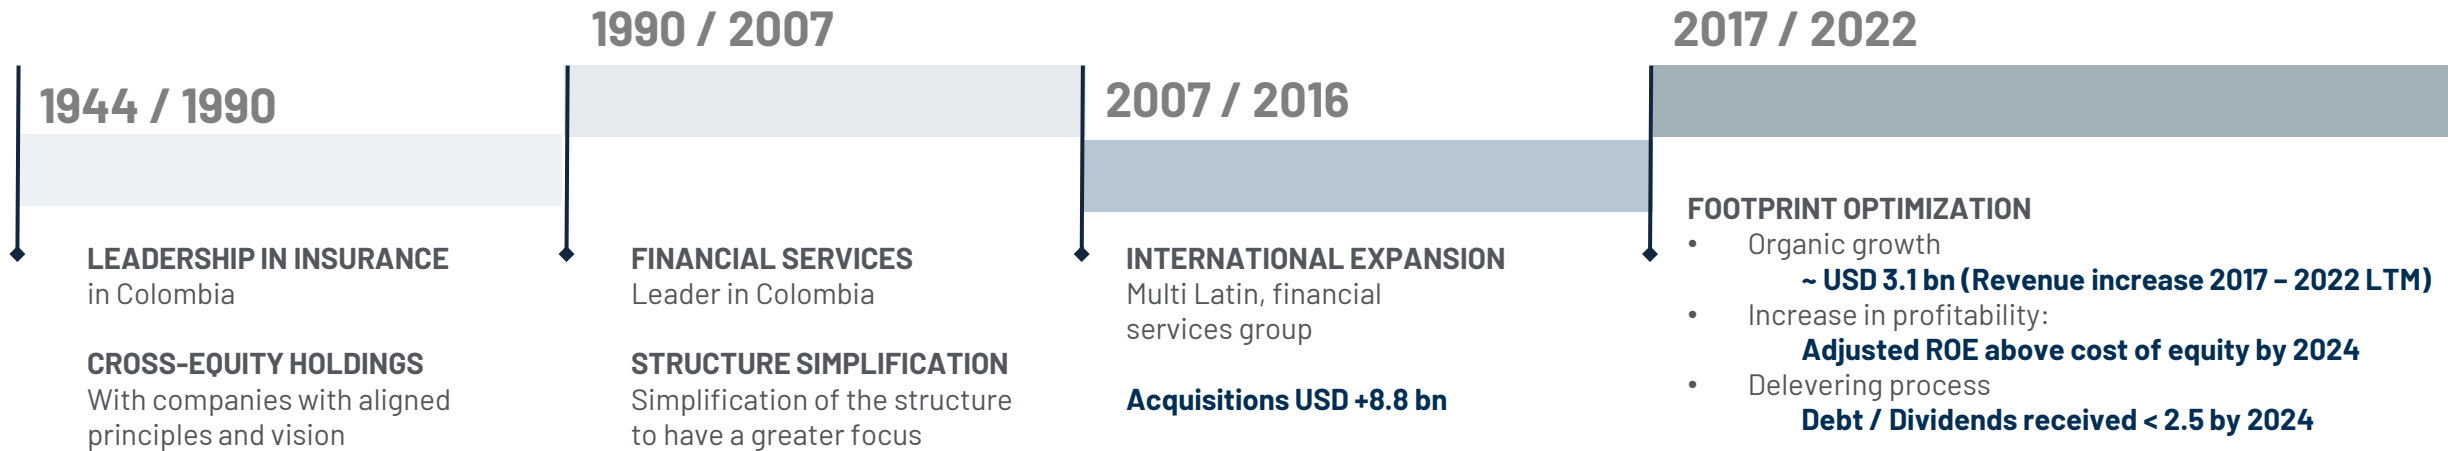 1944 / 1990
LEADERSHIP IN INSURANCE
in Colombia
CROSS-EQUITY HOLDINGS
With companies with aligned
principles and vision
1990 / 2007
FINANCIAL SERVICES
Leader in Colombia
STRUCTURE SIMPLIFICATION
Simplification of the structure
to have a greater focus
2007 / 2016
INTERNATIONAL EXPANSION
Multi Latin, financial
services group
Acquisitions USD +8.8 bn
2017 / 2022
FOOTPRINT OPTIMIZATION
• Organic growth
~ USD 3.1 bn (Revenue increase 2017 – 2022 LTM)
• Increase in profitability:
Adjusted ROE above cost of equity by 2024
• Delevering process
Debt / Dividends received < 2.5 by 2024